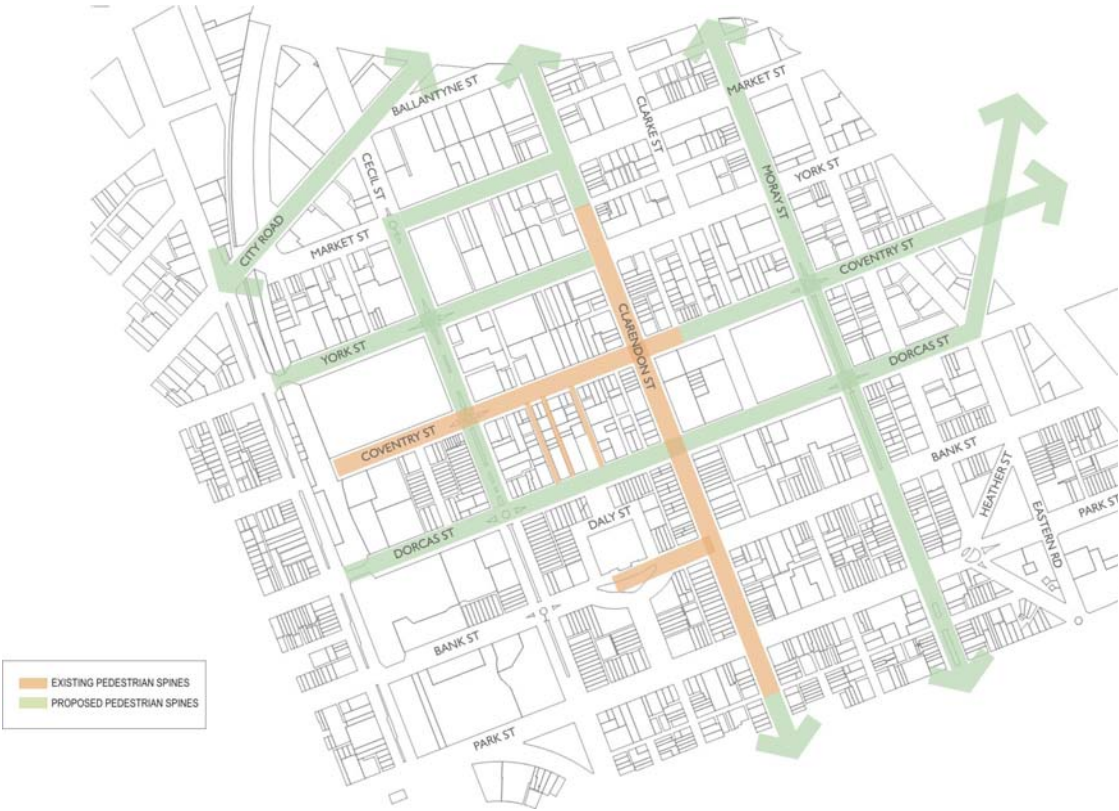 MARKET ST
BALLANTYNE ST
CLARKE ST
CECIL ST
YORK ST
MORAY ST
CITY ROAD
MARKET ST
COVENTRY ST
YORK ST
CLARENDON ST
DORCAS ST
COVENTRY ST
BANK ST
HEATHER ST
EASTERN RD
PARK ST
DALY ST
DORCAS ST
BANK ST
PARK ST
EXISTING PEDESTRIAN SPINES
PROPOSED PEDESTRIAN SPINES